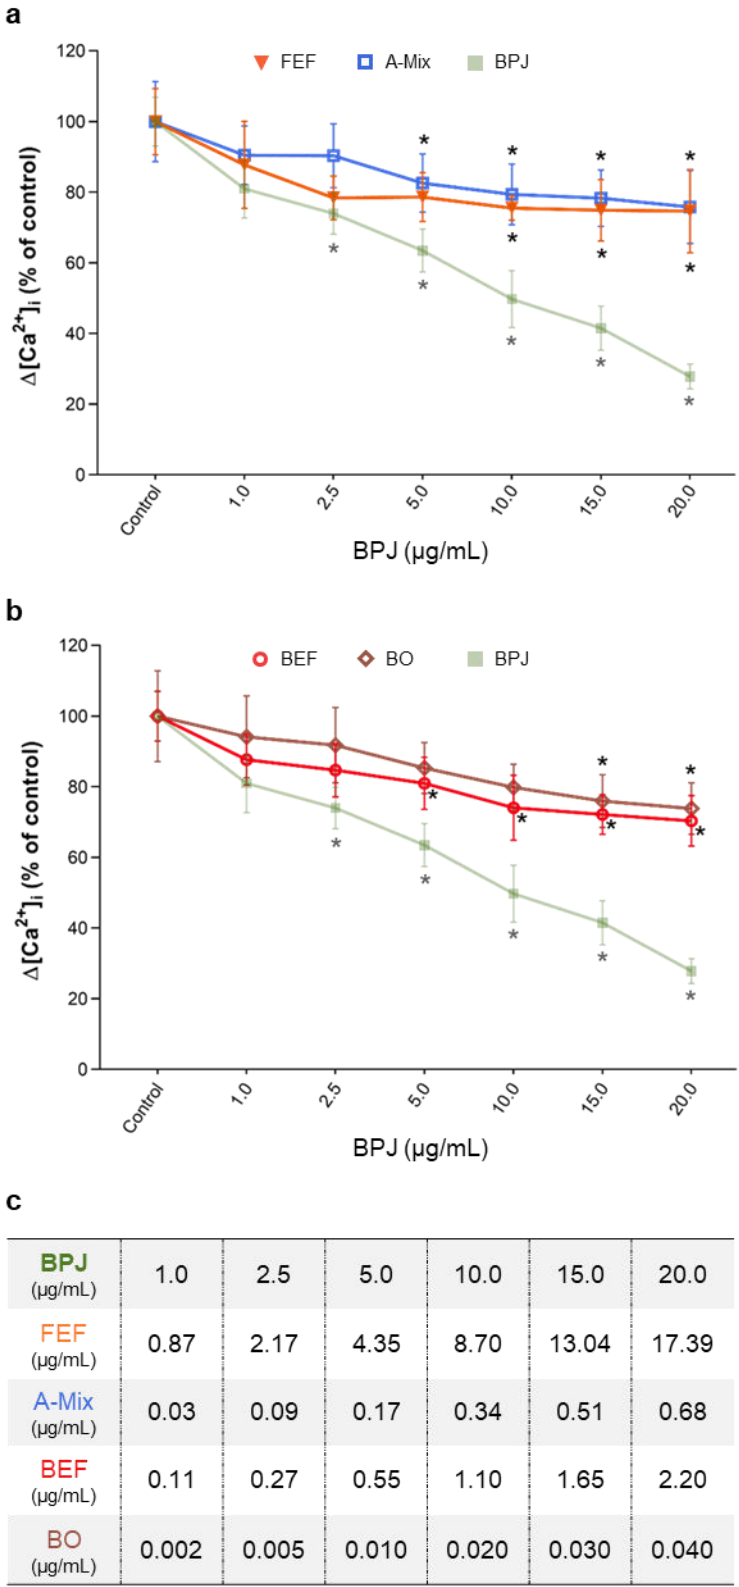 a
120
100
80
60
40
20
0
Δ[Ca²⁺]ᵢ (% of control)
FEF A-Mix BPJ
* * * *
* * *
* * * * * *
Control 1.0 2.5 5.0 10.0 15.0 20.0
BPJ (µg/mL)
b
120
100
80
60
40
20
0
Δ[Ca²⁺]ᵢ (% of control)
BEF BO BPJ
* *
* * * *
* * * * *
Control 1.0 2.5 5.0 10.0 15.0 20.0
BPJ (µg/mL)
c
BPJ (µg/mL) 1.0 2.5 5.0 10.0 15.0 20.0
FEF (µg/mL) 0.87 2.17 4.35 8.70 13.04 17.39
A-Mix (µg/mL) 0.03 0.09 0.17 0.34 0.51 0.68
BEF (µg/mL) 0.11 0.27 0.55 1.10 1.65 2.20
BO (µg/mL) 0.002 0.005 0.010 0.020 0.030 0.040